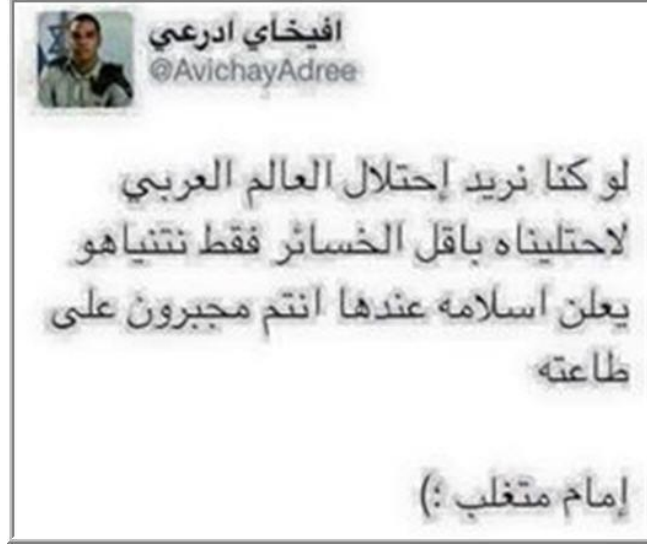 افيخاي ادرعي
@AvichayAdree
لو كنا نريد إحتلال العالم العربي
لاحتليناه باقل الخسائر فقط نتنياهو
يعلن اسلامه عندها انتم مجبرون على
طاعته
إمام متغلب :)